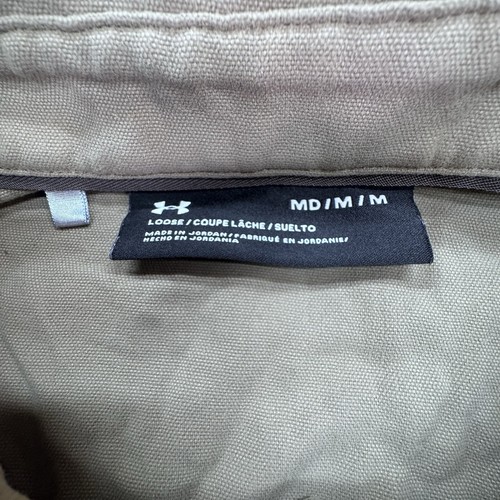 MD/M/M
LOOSE/COUPE LÂCHE/SUELTO
MADE IN JORDAN/FABRIQUÉ EN JORDANIE/
HECHO EN JORDANIA